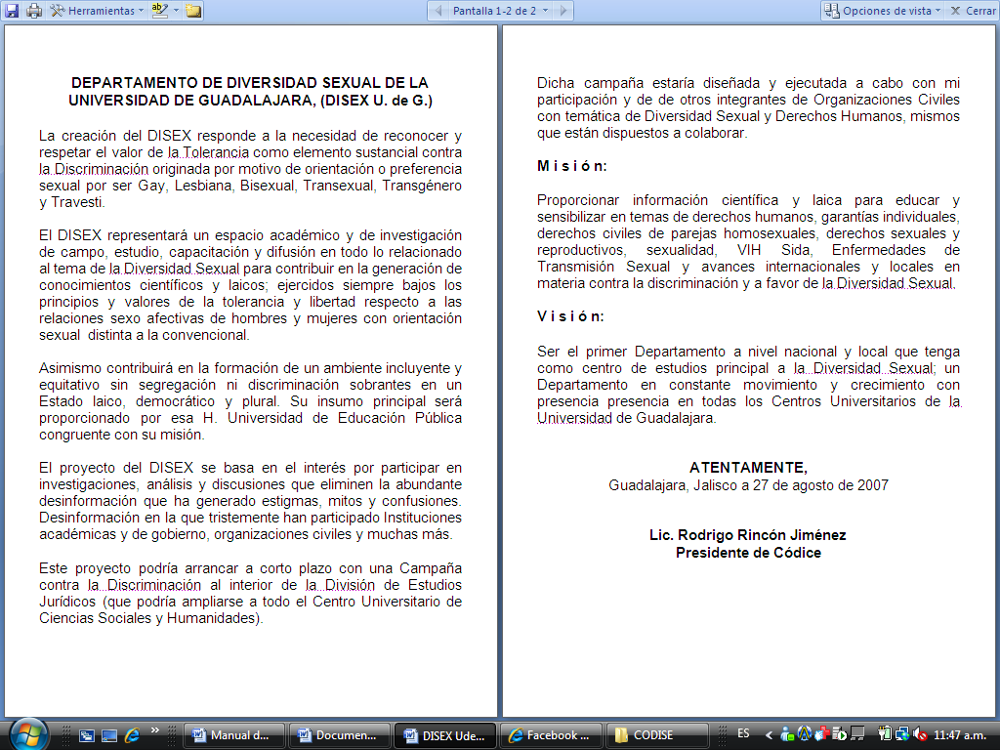 Herramientas
Pantalla 1-2 de 2
Opciones de vista
Cerrar
DEPARTAMENTO DE DIVERSIDAD SEXUAL DE LA
UNIVERSIDAD DE GUADALAJARA, (DISEX U. de G.)
La creación del DISEX responde a la necesidad de reconocer y
respetar el valor de la Tolerancia como elemento sustancial contra
la Discriminación originada por motivo de orientación o preferencia
sexual por ser Gay, Lesbiana, Bisexual, Transexual, Transgénero
y Travesti.
El DISEX representará un espacio académico y de investigación
de campo, estudio, capacitación y difusión en todo lo relacionado
al tema de la Diversidad Sexual para contribuir en la generación de
conocimientos científicos y laicos; ejercidos siempre bajos los
principios y valores de la tolerancia y libertad respecto a las
relaciones sexo afectivas de hombres y mujeres con orientación
sexual distinta a la convencional.
Asimismo contribuirá en la formación de un ambiente incluyente y
equitativo sin segregación ni discriminación sobrantes en un
Estado laico, democrático y plural. Su insumo principal será
proporcionado por esa H. Universidad de Educación Pública
congruente con su misión.
El proyecto del DISEX se basa en el interés por participar en
investigaciones, análisis y discusiones que eliminen la abundante
desinformación que ha generado estigmas, mitos y confusiones.
Desinformación en la que tristemente han participado Instituciones
académicas y de gobierno, organizaciones civiles y muchas más.
Este proyecto podría arrancar a corto plazo con una Campaña
contra la Discriminación al interior de la División de Estudios
Jurídicos (que podría ampliarse a todo el Centro Universitario de
Ciencias Sociales y Humanidades).
Dicha campaña estaría diseñada y ejecutada a cabo con mi
participación y de de otros integrantes de Organizaciones Civiles
con temática de Diversidad Sexual y Derechos Humanos, mismos
que están dispuestos a colaborar.
M i s i ó n:
Proporcionar información científica y laica para educar y
sensibilizar en temas de derechos humanos, garantías individuales,
derechos civiles de parejas homosexuales, derechos sexuales y
reproductivos, sexualidad, VIH Sida, Enfermedades de
Transmisión Sexual y avances internacionales y locales en
materia contra la discriminación y a favor de la Diversidad Sexual.
V i s i ó n:
Ser el primer Departamento a nivel nacional y local que tenga
como centro de estudios principal a la Diversidad Sexual; un
Departamento en constante movimiento y crecimiento con
presencia presencia en todas los Centros Universitarios de la
Universidad de Guadalajara.
ATENTAMENTE,
Guadalajara, Jalisco a 27 de agosto de 2007
Lic. Rodrigo Rincón Jiménez
Presidente de Códice
Manual d...
Documen...
DISEX Ude...
Facebook ...
CODISE
ES
11:47 a.m.